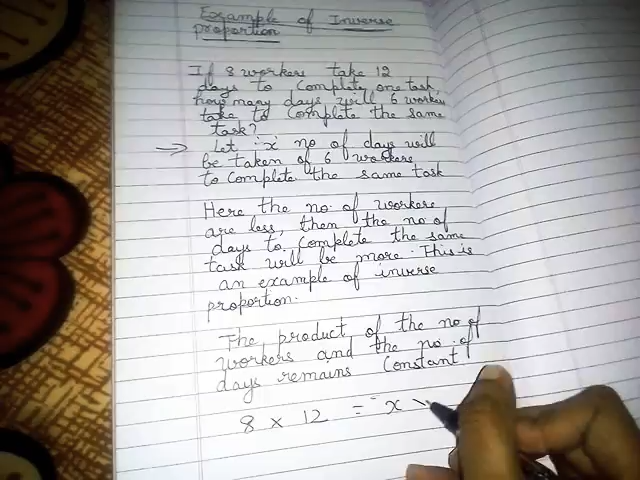 Example of Inverse
proportion
If 8 workers take 12
days to complete one task,
how many days will 6 workers
take to complete the same
task?
→ Let 'x' no of days will
be taken of 6 workers
to complete the same task
Here the no. of workers
are less, then the no of
days to complete the same
task will be more. This is
an example of inverse
proportion.
The product of the no of
workers and the no. of
days remains constant
8 × 12 = x